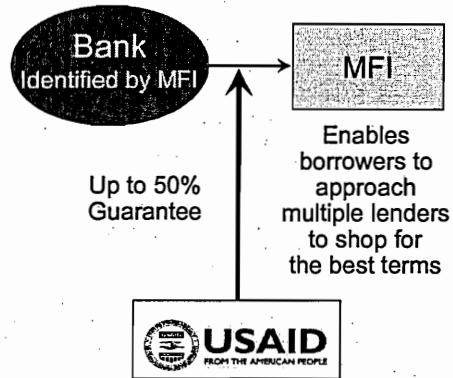 Bank
Identified by MFI
MFI
Enables
borrowers to
approach
multiple lenders
to shop for
the best terms
Up to 50%
Guarantee
USAID
FROM THE AMERICAN PEOPLE